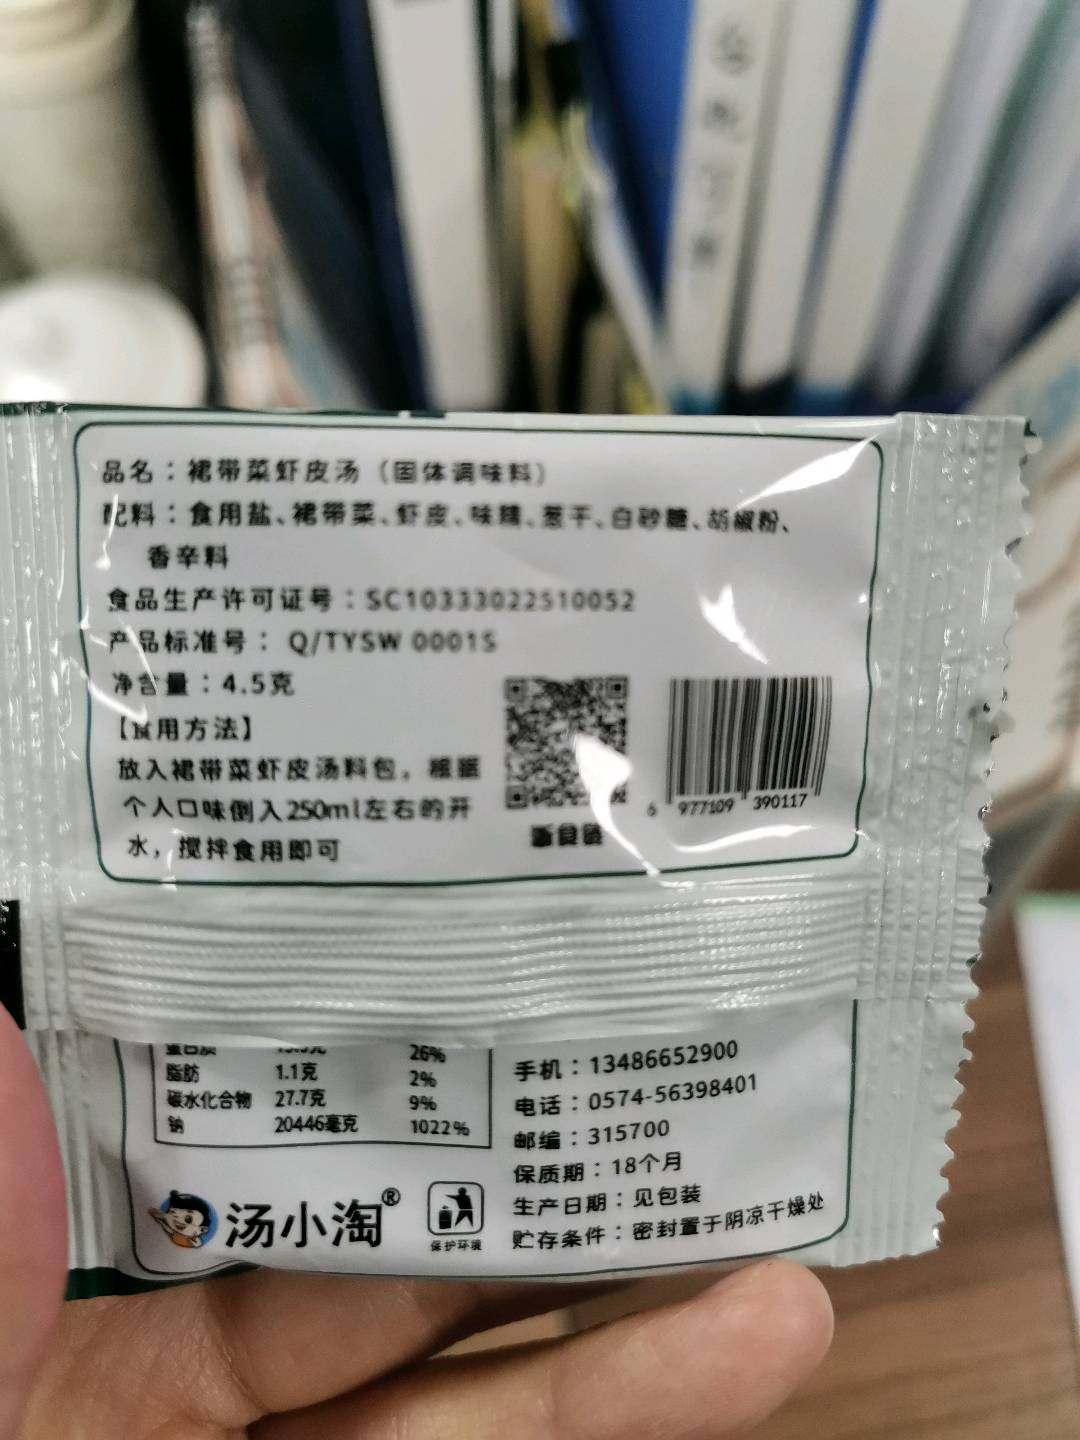 品名：裙带菜虾皮汤（固体调味料）
配料：食用盐、裙带菜、虾皮、味精、葱干、白砂糖、胡椒粉、
香辛料
食品生产许可证号：SC10333022510052
产品标准号：Q/TYSW 0001S
净含量：4.5克
【食用方法】
放入裙带菜虾皮汤料包，根据
个人口味倒入250ml左右的开
水，搅拌食用即可
6 977109 390117
蛋白质 26%
脂肪 1.1克 2%
碳水化合物 27.7克 9%
钠 20446毫克 1022%
汤小淘®
保护环境
手机：13486652900
电话：0574-56398401
邮编：315700
保质期：18个月
生产日期：见包装
贮存条件：密封置于阴凉干燥处